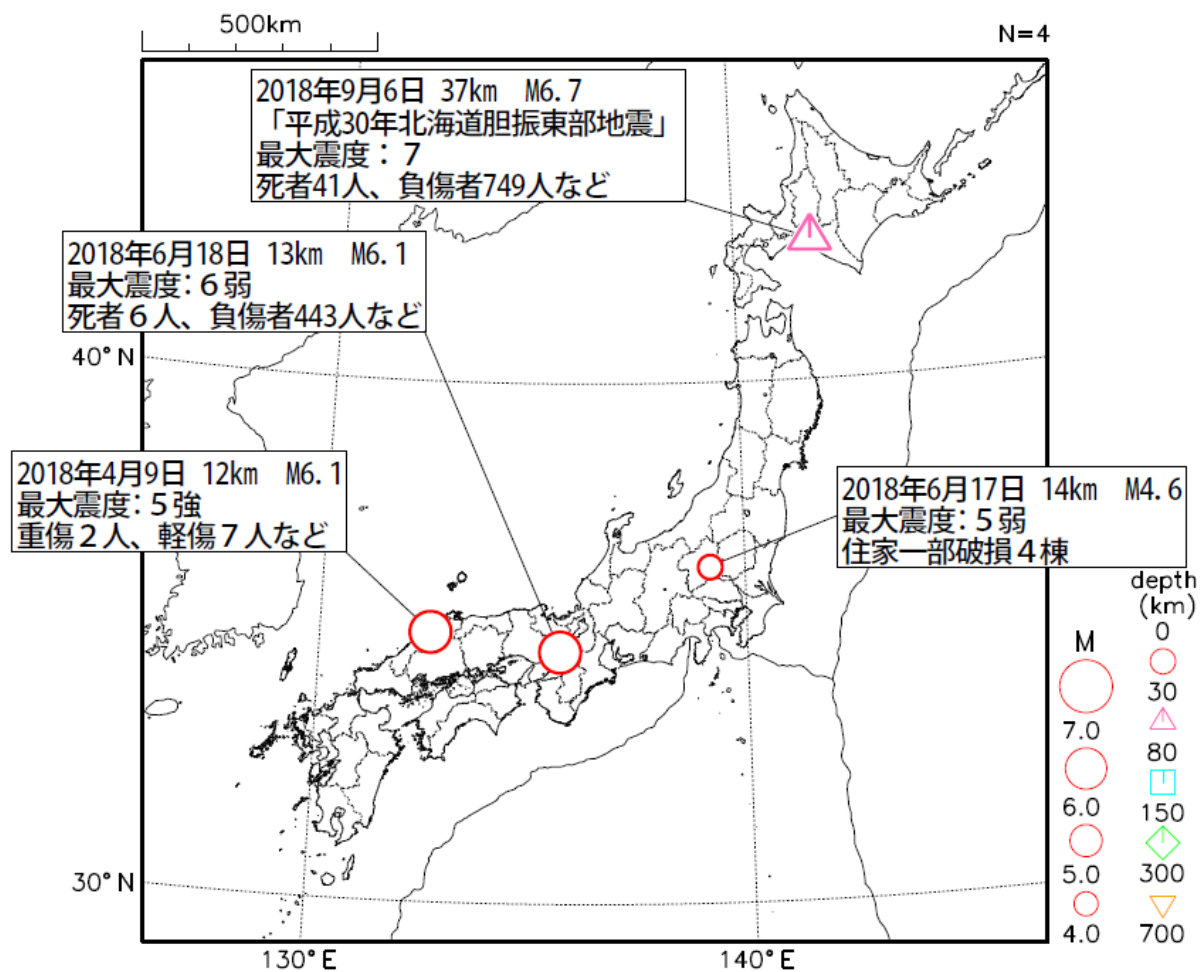 500km
N=4
2018年9月6日 37km M6.7
「平成30年北海道胆振東部地震」
最大震度：７
死者41人、負傷者749人など
2018年6月18日 13km M6.1
最大震度:６弱
死者６人、負傷者443人など
40°N
2018年4月9日 12km M6.1
最大震度:５強
重傷２人、軽傷７人など
2018年6月17日 14km M4.6
最大震度:５弱
住家一部破損４棟
depth
(km)
M
0
30
7.0
80
6.0
150
5.0
300
4.0
700
30°N
130°E
140°E